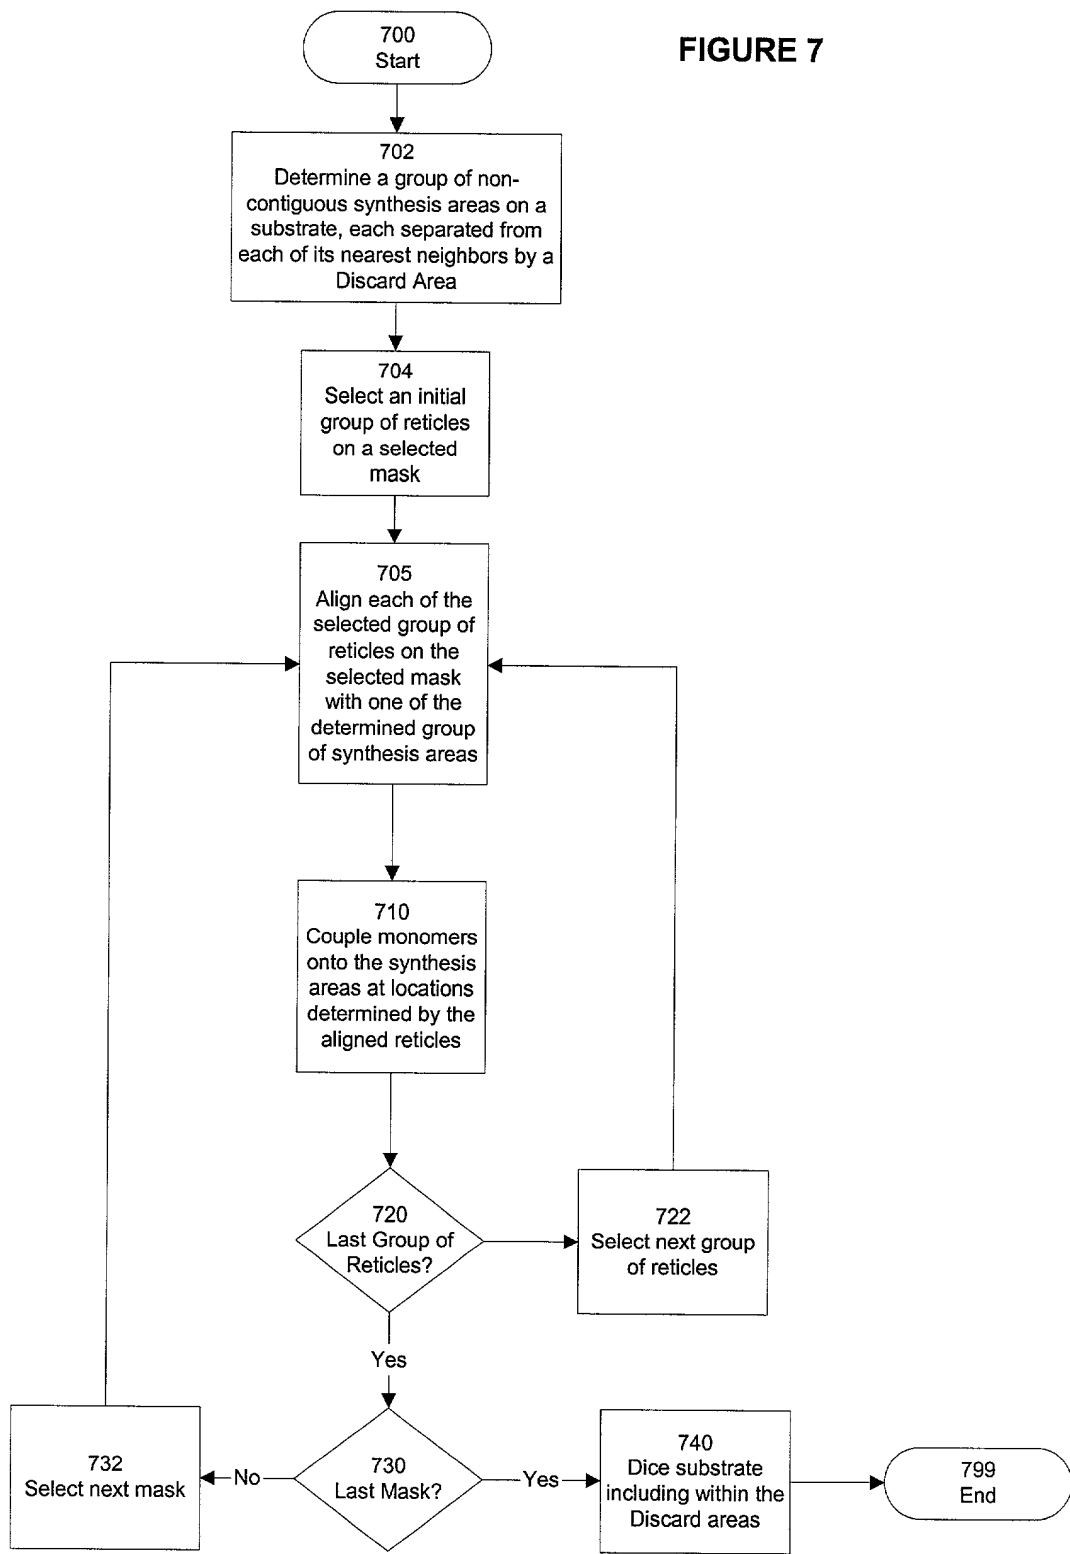 FIGURE 7
700
Start
702
Determine a group of non-
contiguous synthesis areas on a
substrate, each separated from
each of its nearest neighbors by a
Discard Area
704
Select an initial
group of reticles
on a selected
mask
705
Align each of the
selected group of
reticles on the
selected mask
with one of the
determined group
of synthesis areas
710
Couple monomers
onto the synthesis
areas at locations
determined by the
aligned reticles
720
Last Group of
Reticles?
722
Select next group
of reticles
Yes
732
Select next mask
No
730
Last Mask?
Yes
740
Dice substrate
including within the
Discard areas
799
End